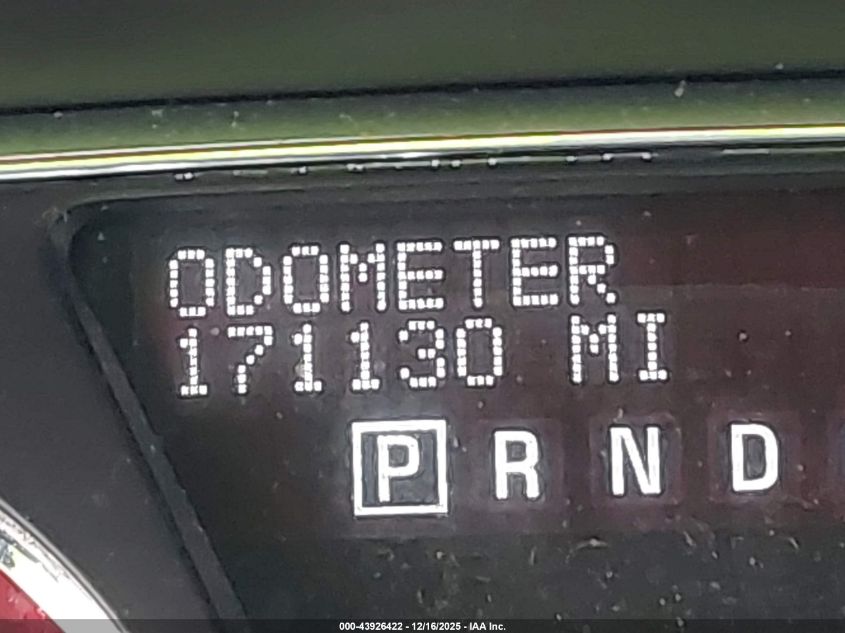 ODOMETER
171130 MI
P R N D
000-43926422 - 12/16/2025 - IAA Inc.